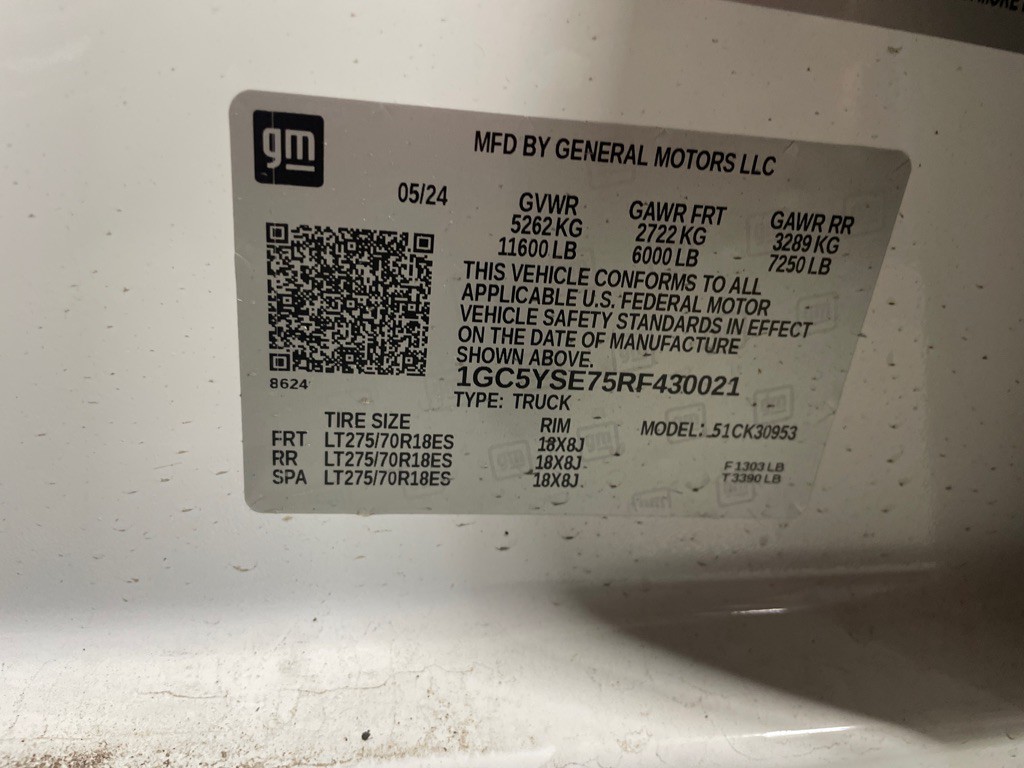 gm
MFD BY GENERAL MOTORS LLC
05/24
GVWR
5262 KG
11600 LB
GAWR FRT
2722 KG
6000 LB
GAWR RR
3289 KG
7250 LB
THIS VEHICLE CONFORMS TO ALL
APPLICABLE U.S. FEDERAL MOTOR
VEHICLE SAFETY STANDARDS IN EFFECT
ON THE DATE OF MANUFACTURE
SHOWN ABOVE.
8624
1GC5YSE75RF430021
TYPE: TRUCK
TIRE SIZE RIM MODEL: 51CK30953
FRT LT275/70R18ES 18X8J
RR LT275/70R18ES 18X8J
SPA LT275/70R18ES 18X8J
F 1303 LB
T 3390 LB